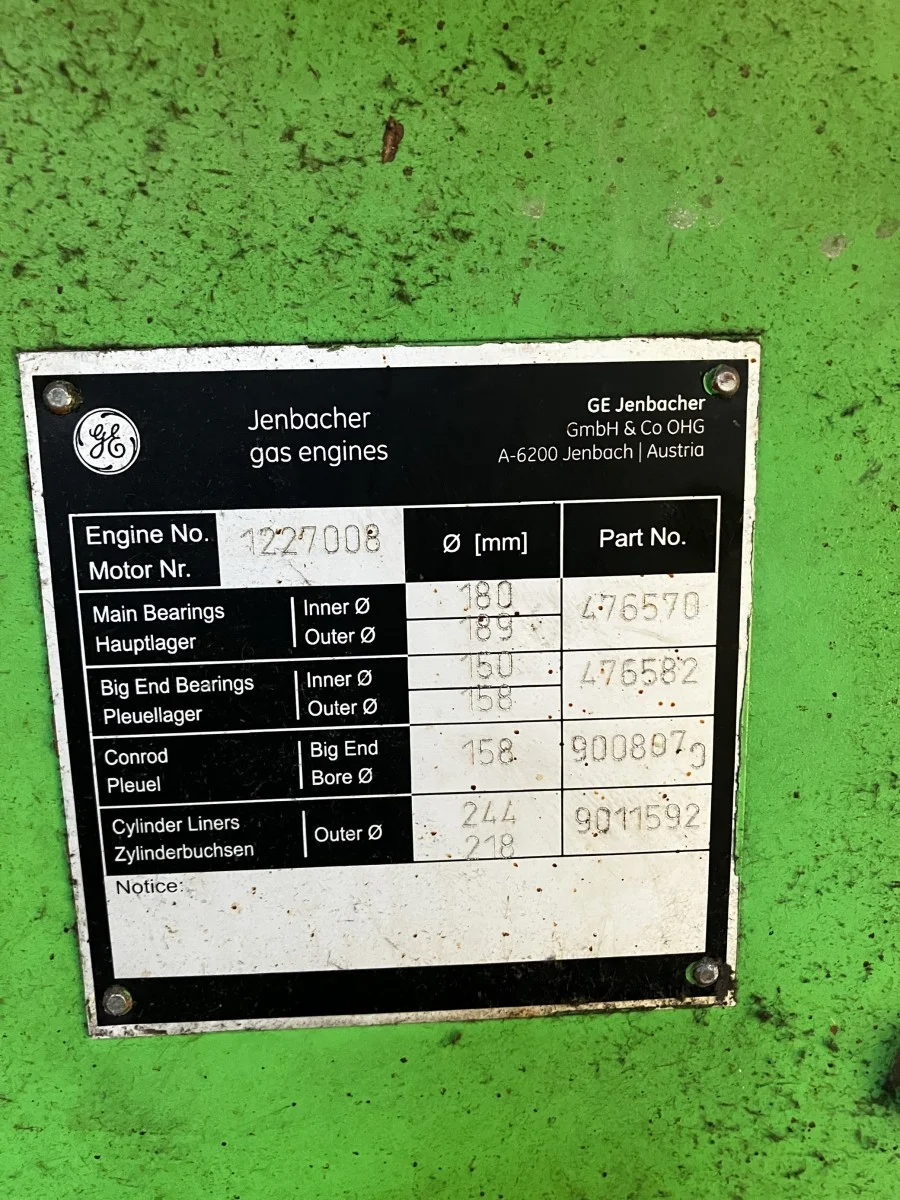 GE
Jenbacher
gas engines
GE Jenbacher
GmbH & Co OHG
A-6200 Jenbach | Austria
Engine No.
Motor Nr.
1227008
Ø [mm]
Part No.
Main Bearings
Hauptlager
Inner Ø
Outer Ø
180
189
476570
Big End Bearings
Pleuellager
Inner Ø
Outer Ø
150
158
476582
Conrod
Pleuel
Big End
Bore Ø
158
Cylinder Liners
Zylinderbuchsen
Outer Ø
244
218
9011592
Notice: